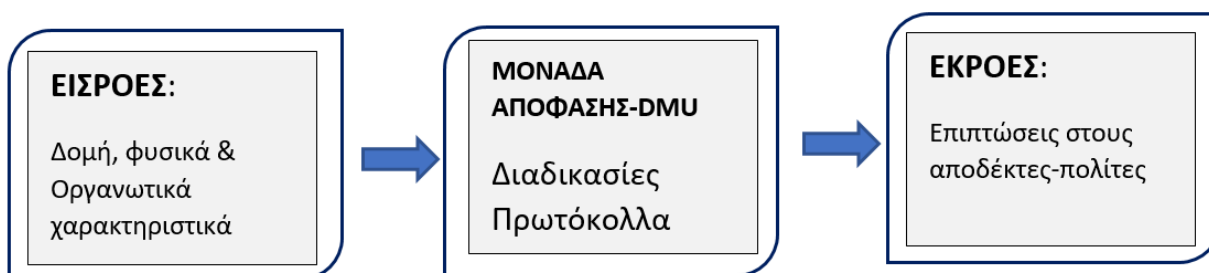 ΕΙΣΡΟΕΣ:
Δομή, φυσικά &
Οργανωτικά
χαρακτηριστικά
ΜΟΝΑΔΑ
ΑΠΟΦΑΣΗΣ-DMU
Διαδικασίες
Πρωτόκολλα
ΕΚΡΟΕΣ:
Επιπτώσεις στους
αποδέκτες-πολίτες